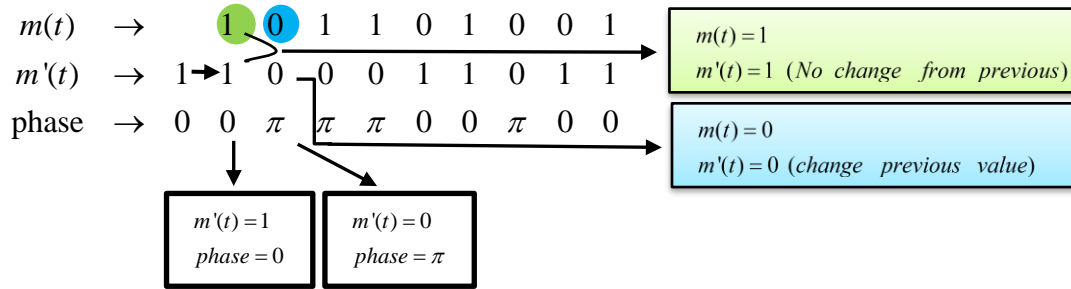 m(t) → 1 0 1 1 0 1 0 0 1
m'(t) → 1 1 0 0 0 1 1 0 1 1
phase → 0 0 π π π 0 0 π 0 0
m(t) = 1
m'(t) = 1 (No change from previous)
m(t) = 0
m'(t) = 0 (change previous value)
m'(t) = 1
phase = 0
m'(t) = 0
phase = π